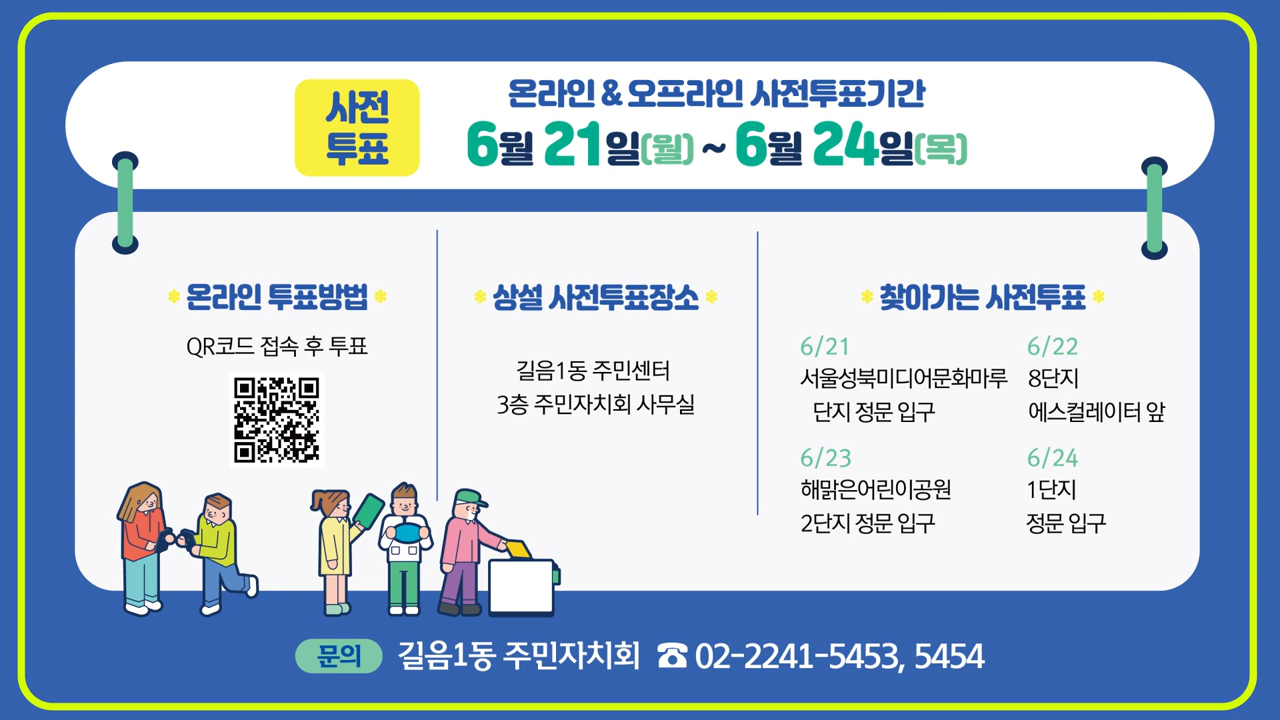 사전
투표
온라인 & 오프라인 사전투표기간
6월 21일(월) ~ 6월 24일(목)
온라인 투표방법
QR코드 접속 후 투표
상설 사전투표장소
길음1동 주민센터
3층 주민자치회 사무실
찾아가는 사전투표
6/21
서울성북미디어문화마루
단지 정문 입구
6/22
8단지
에스컬레이터 앞
6/23
해맑은어린이공원
2단지 정문 입구
6/24
1단지
정문 입구
문의
길음1동 주민자치회 ☎ 02-2241-5453, 5454